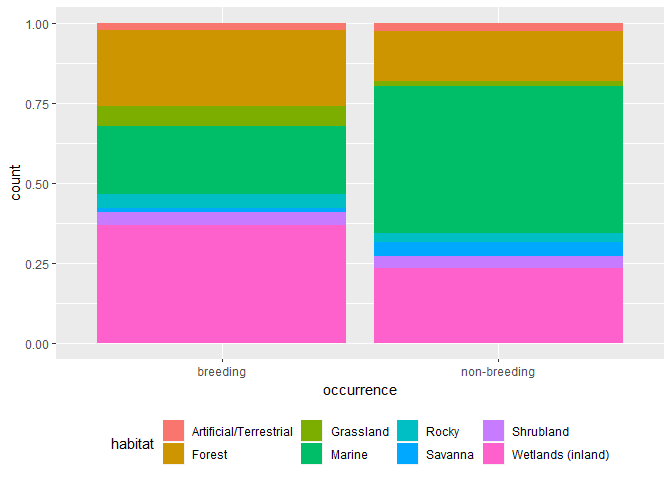 1.00
0.75
0.50
0.25
0.00
count
breeding non-breeding
occurrence
habitat
Artificial/Terrestrial Grassland Rocky Shrubland
Forest Marine Savanna Wetlands (inland)